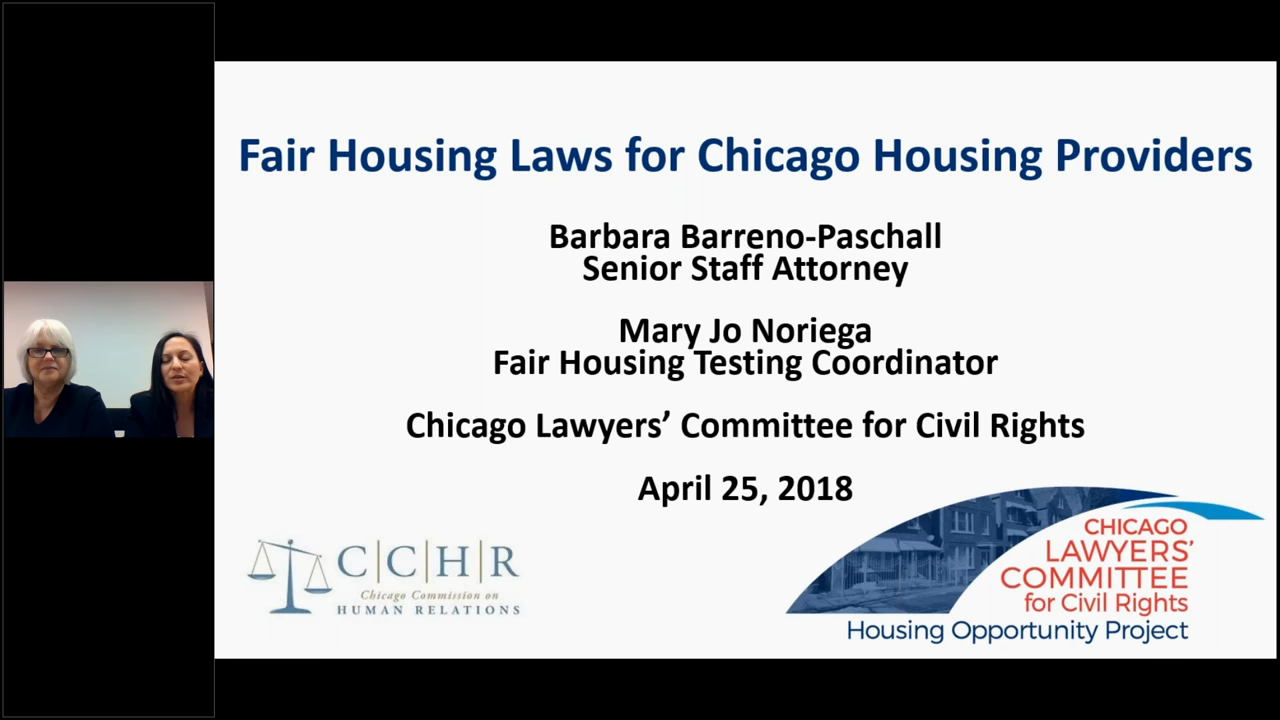 Fair Housing Laws for Chicago Housing Providers
Barbara Barreno-Paschall
Senior Staff Attorney
Mary Jo Noriega
Fair Housing Testing Coordinator
Chicago Lawyers’ Committee for Civil Rights
April 25, 2018
C|C|H|R
Chicago Commission on
HUMAN RELATIONS
CHICAGO
LAWYERS’
COMMITTEE
for Civil Rights
Housing Opportunity Project